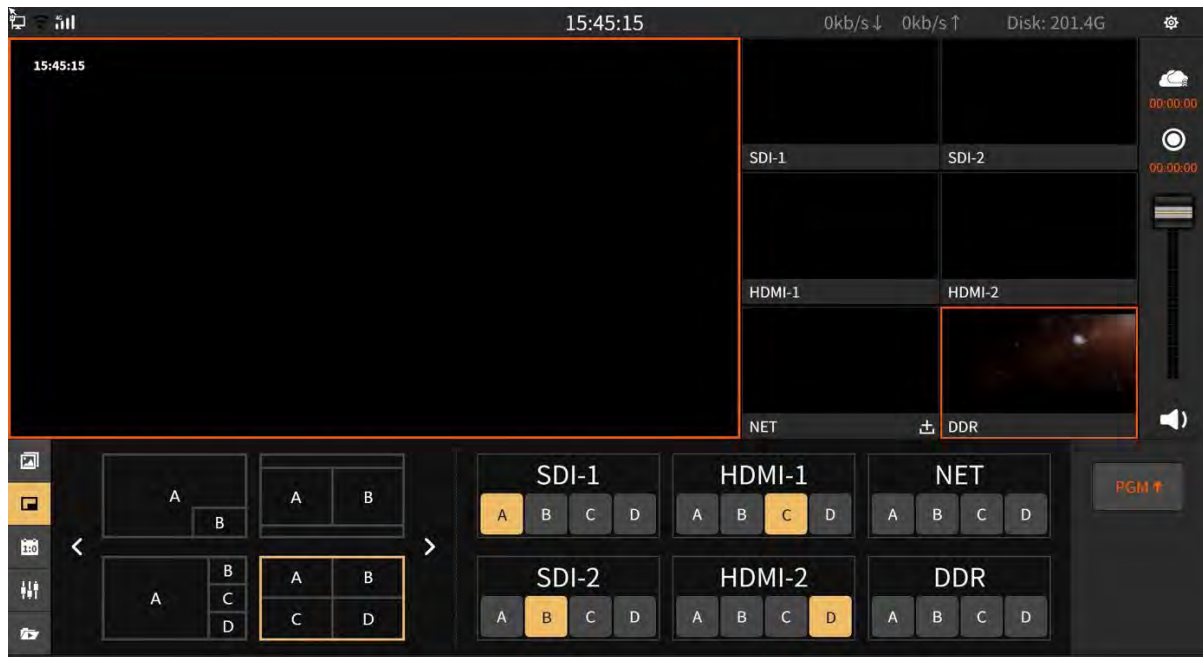 15:45:15 0kb/s↓ 0kb/s↑ Disk: 201.4G
15:45:15
00:00:00
00:00:00
SDI-1 SDI-2
HDMI-1 HDMI-2
NET DDR
A B
A B
A B C D
A B C D
1:0
SDI-1 HDMI-1 NET
A B C D A B C D A B C D
SDI-2 HDMI-2 DDR
A B C D A B C D A B C D
PGM ↑